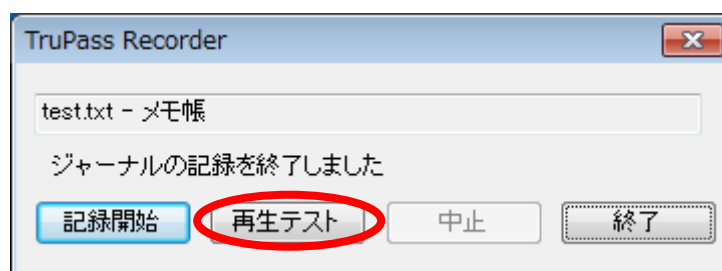 TruPass Recorder
test.txt - メモ帳
ジャーナルの記録を終了しました
記録開始 再生テスト 中止 終了